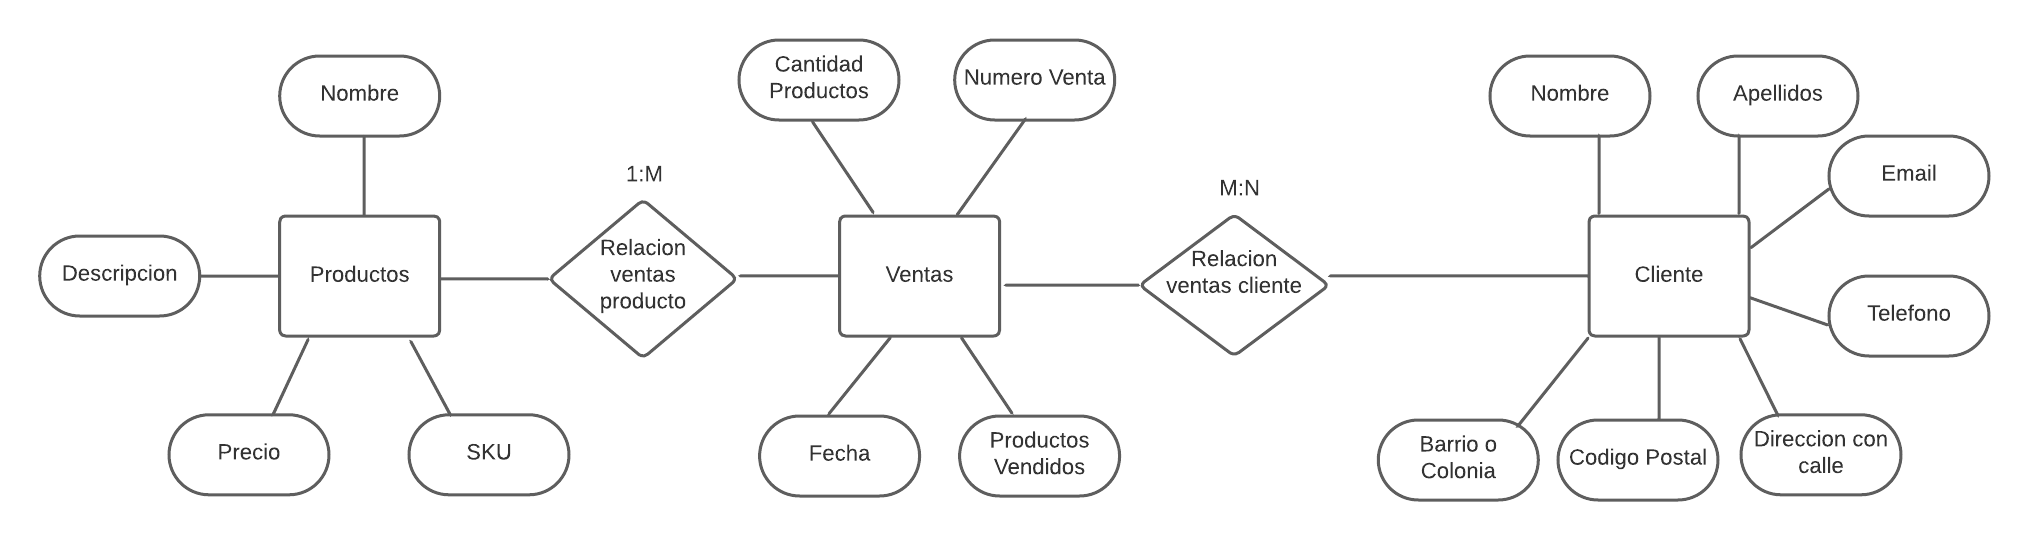 Nombre
Descripcion
Productos
Precio
SKU
1:M
Relacion
ventas
producto
Cantidad
Productos
Numero Venta
Ventas
Fecha
Productos
Vendidos
M:N
Relacion
ventas cliente
Nombre
Apellidos
Email
Cliente
Telefono
Barrio o
Colonia
Codigo Postal
Direccion con
calle